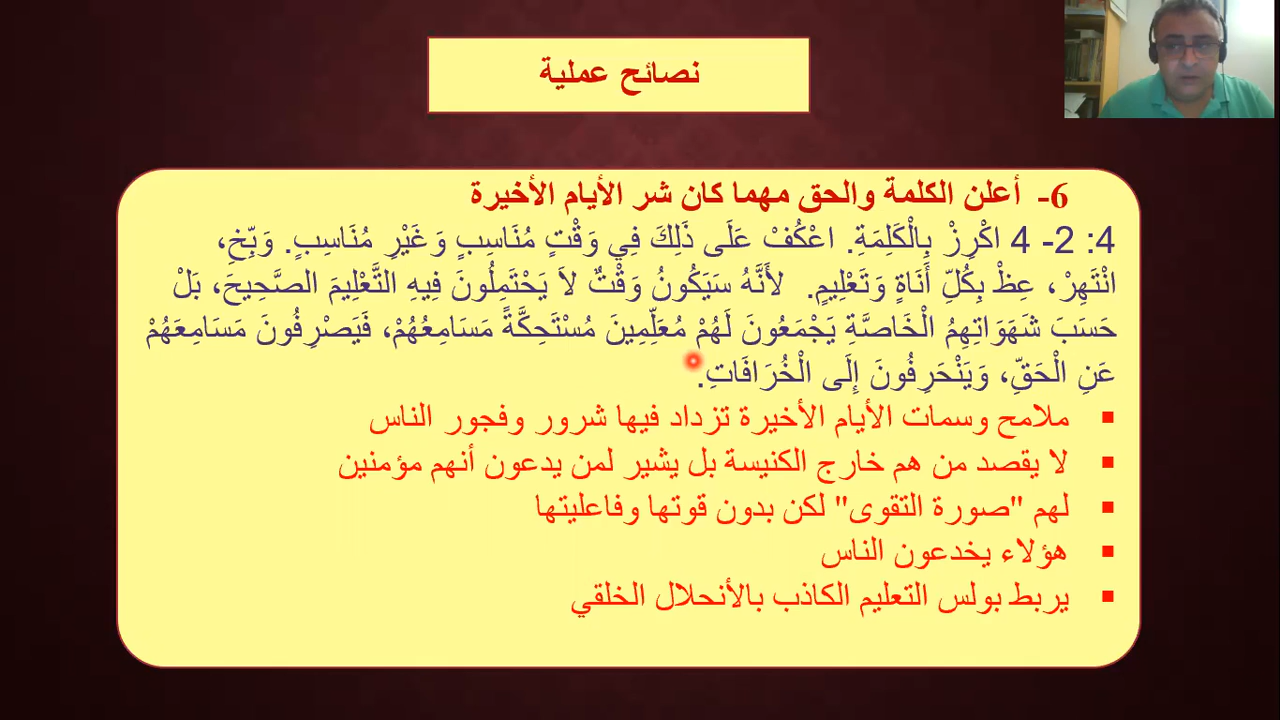 نصائح عملية
6- أعلن الكلمة والحق مهما كان شر الأيام الأخيرة
4: 2- 4 اكْرِزْ بِالْكَلِمَةِ. اعْكُفْ عَلَى ذَلِكَ فِي وَقْتٍ مُنَاسِبٍ وَغَيْرِ مُنَاسِبٍ. وَبِّخِ،
انْتَهِرْ، عِظْ بِكُلِّ أَنَاةٍ وَتَعْلِيمٍ. لأَنَّهُ سَيَكُونُ وَقْتٌ لاَ يَحْتَمِلُونَ فِيهِ التَّعْلِيمَ الصَّحِيحَ، بَلْ
حَسَبَ شَهَوَاتِهِمُ الْخَاصَّةِ يَجْمَعُونَ لَهُمْ مُعَلِّمِينَ مُسْتَحِكَّةً مَسَامِعُهُمْ، فَيَصْرِفُونَ مَسَامِعَهُمْ
عَنِ الْحَقِّ، وَيَنْحَرِفُونَ إِلَى الْخُرَافَاتِ.
▪ ملامح وسمات الأيام الأخيرة تزداد فيها شرور وفجور الناس
▪ لا يقصد من هم خارج الكنيسة بل يشير لمن يدعون أنهم مؤمنين
▪ لهم "صورة التقوى" لكن بدون قوتها وفاعليتها
▪ هؤلاء يخدعون الناس
▪ يربط بولس التعليم الكاذب بالأنحلال الخلقي